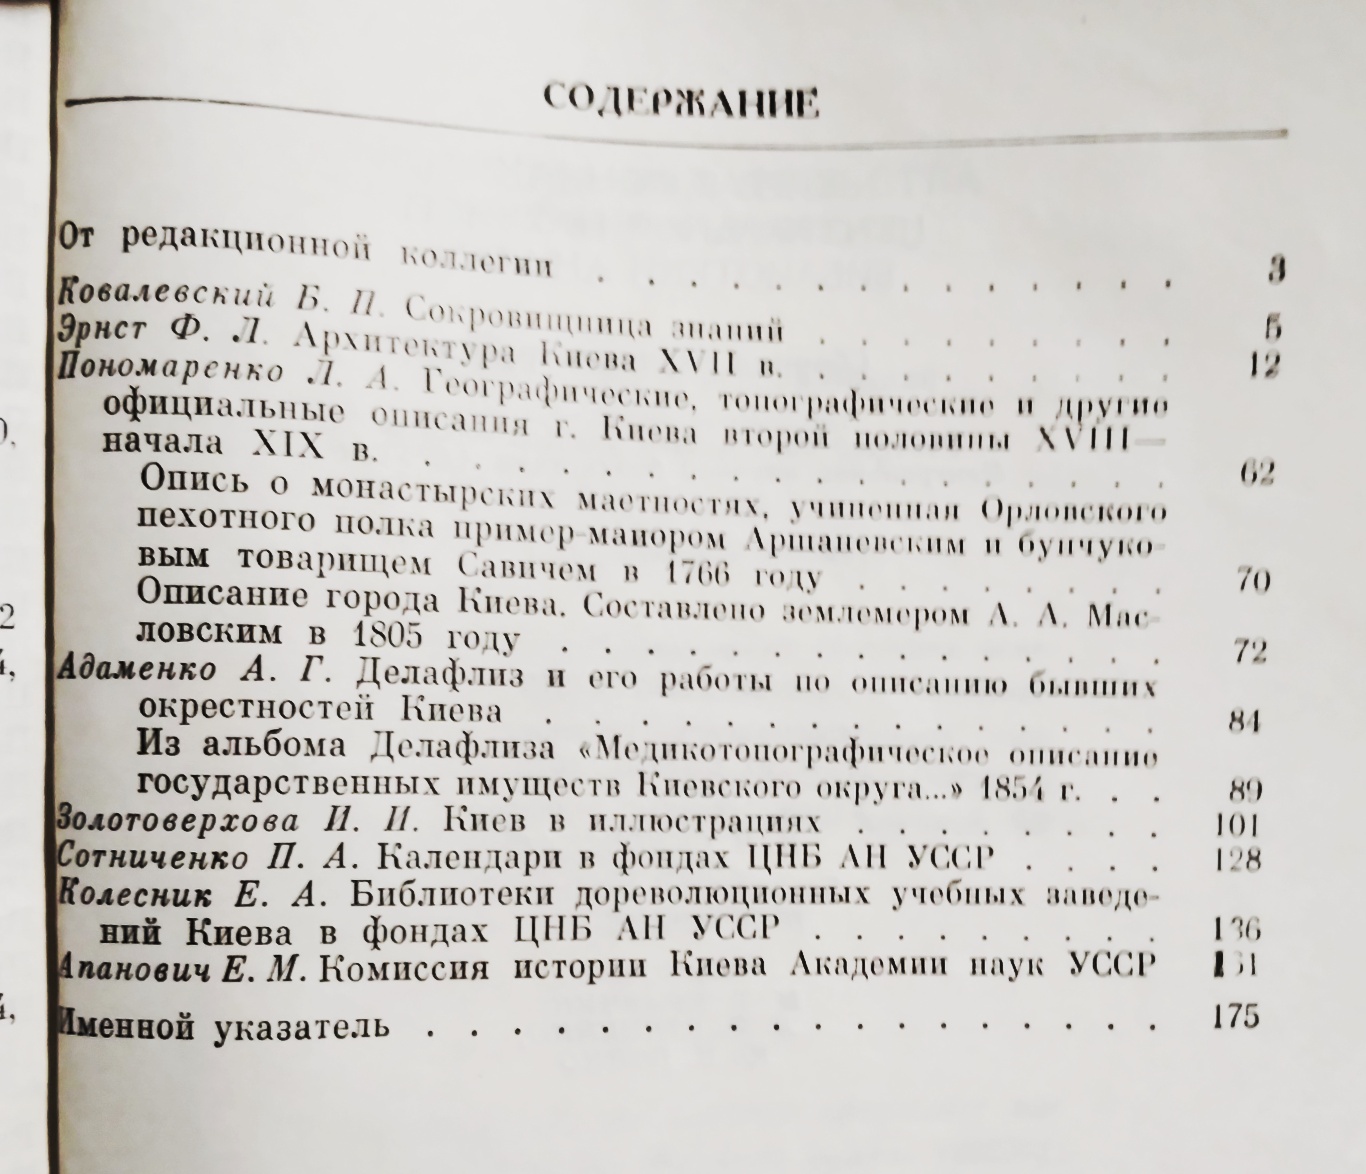 СОДЕРЖАНИЕ
От редакционной коллегии . . . . . . . . . . . . . . 3
Ковалевский Б. П. Сокровищница знаний . . . . . . . . . 5
Эрнст Ф. Л. Архитектура Киева XVII в. . . . . . . . . . 12
Пономаренко Л. А. Географические, топографические и другие
официальные описания г. Киева второй половины XVIII—
начала XIX в. . . . . . . . . . . . . . . . . . . 62
Опись о монастырских маетностях, учиненная Орловского
пехотного полка пример-маиором Аршаневским и бунчуко-
вым товарищем Савичем в 1766 году . . . . . . . . 70
Описание города Киева. Составлено землемером А. А. Мас-
ловским в 1805 году . . . . . . . . . . . . . . . 72
Адаменко А. Г. Делафлиз и его работы по описанию бывших
окрестностей Киева . . . . . . . . . . . . . . . 84
Из альбома Делафлиза «Медикотопографическое описание
государственных имуществ Киевского округа...» 1854 г. . . 89
Золотоверхова И. И. Киев в иллюстрациях . . . . . . . . 101
Сотниченко П. А. Календари в фондах ЦНБ АН УССР . . . . 128
Колесник Е. А. Библиотеки дореволюционных учебных заведе-
ний Киева в фондах ЦНБ АН УССР . . . . . . . . . 136
Апанович Е. М. Комиссия истории Киева Академии наук УССР
Именной указатель . . . . . . . . . . . . . . . . . . 175